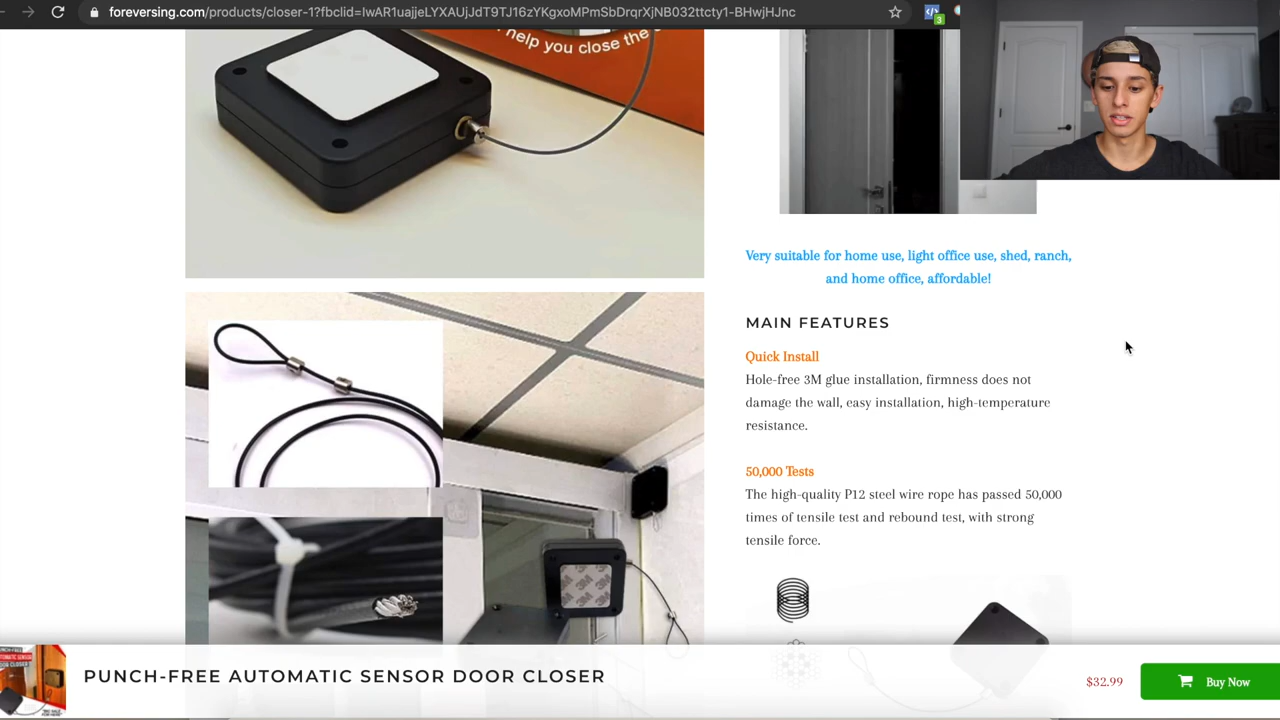 foreversing.com/products/closer-1?fbclid=IwAR1uajjeLYXAUjJdT9TJ16zYKgxoMPmSbDrqrXjNB032ttcty1-BHwjHJnc
3
help you close the
Very suitable for home use, light office use, shed, ranch,
and home office, affordable!
MAIN FEATURES
Quick Install
Hole-free 3M glue installation, firmness does not
damage the wall, easy installation, high-temperature
resistance.
50,000 Tests
The high-quality P12 steel wire rope has passed 50,000
times of tensile test and rebound test, with strong
tensile force.
3M
PUNCH-FREE AUTOMATIC SENSOR DOOR CLOSER
$32.99
Buy Now